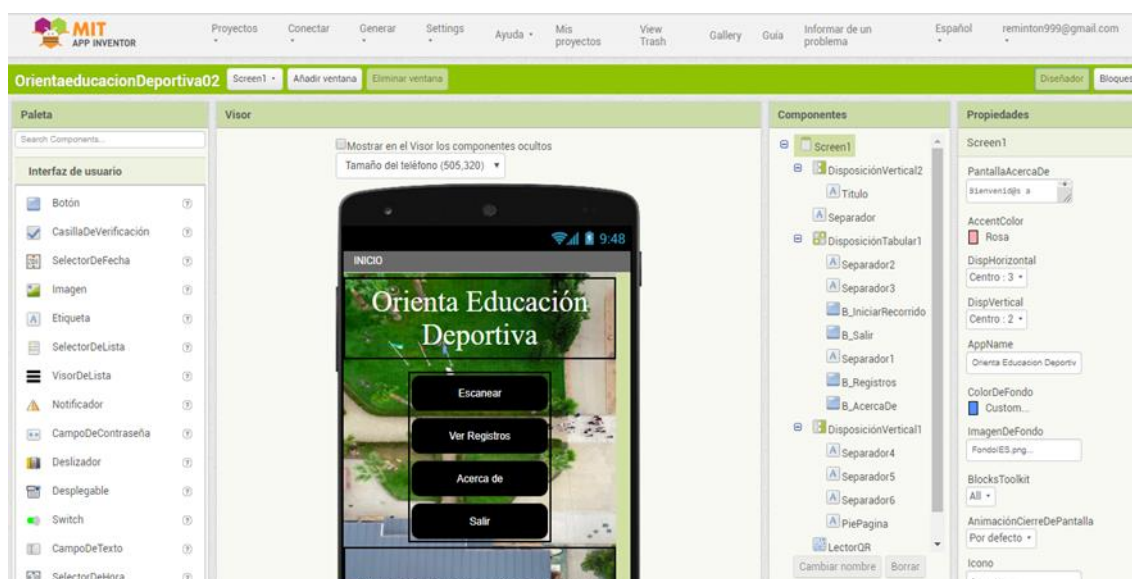 MIT
APP INVENTOR
Proyectos
Conectar
Generar
Settings
Ayuda
Mis
proyectos
View
Trash
Gallery
Guía
Informar de un
problema
Español
reminton999@gmail.com
OrientaeducacionDeportiva02
Screen1
Añadir ventana
Eliminar ventana
Diseñador
Bloques
Paleta
Search Components...
Interfaz de usuario
Botón
CasillaDeVerificación
SelectorDeFecha
Imagen
Etiqueta
SelectorDeLista
VisorDeLista
Notificador
CampoDeContraseña
Deslizador
Desplegable
Switch
CampoDeTexto
SelectorDeHora
Visor
Mostrar en el Visor los componentes ocultos
Tamaño del teléfono (505,320)
9:48
INICIO
Orienta Educación
Deportiva
Escanear
Ver Registros
Acerca de
Salir
Componentes
Screen1
DisposiciónVertical2
Titulo
Separador
DisposiciónTabular1
Separador2
Separador3
B_IniciarRecorrido
B_Salir
Separador1
B_Registros
B_AcercaDe
DisposiciónVertical1
Separador4
Separador5
Separador6
PiePagina
LectorQR
Cambiar nombre
Borrar
Propiedades
Screen1
PantallaAcercaDe
Bienvenid@s a
AccentColor
Rosa
DispHorizontal
Centro : 3
DispVertical
Centro : 2
AppName
Orienta Educacion Deportiv
ColorDeFondo
Custom...
ImagenDeFondo
FondoIES.png...
BlocksToolkit
All
AnimaciónCierreDePantalla
Por defecto
Icono